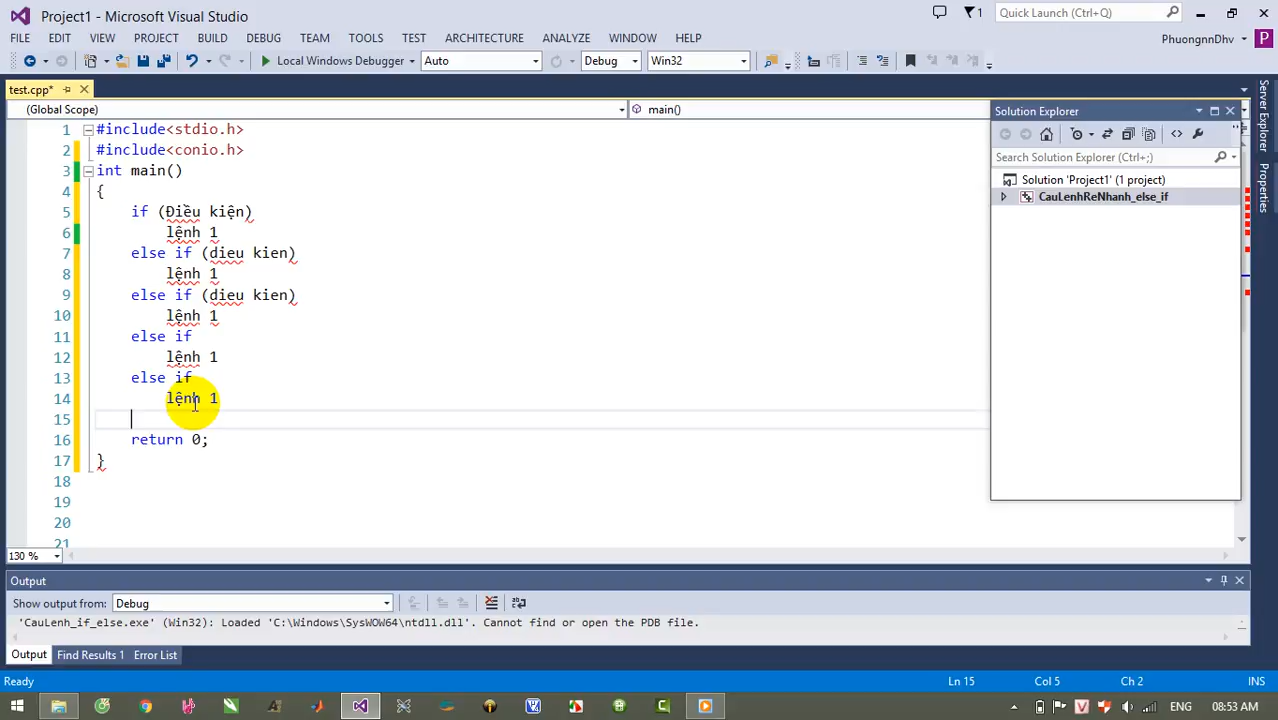 Project1 - Microsoft Visual Studio
1
Quick Launch (Ctrl+Q)
FILE EDIT VIEW PROJECT BUILD DEBUG TEAM TOOLS TEST ARCHITECTURE ANALYZE WINDOW HELP
PhuongnnDhv P
Local Windows Debugger Auto Debug Win32
test.cpp*
(Global Scope) main()
Solution Explorer
Search Solution Explorer (Ctrl+;)
Solution 'Project1' (1 project)
CauLenhReNhanh_else_if
Server Explorer
Properties
1 #include<stdio.h>
2 #include<conio.h>
3 int main()
4 {
5 if (Điều kiện)
6 lệnh 1
7 else if (dieu kien)
8 lệnh 1
9 else if (dieu kien)
10 lệnh 1
11 else if
12 lệnh 1
13 else if
14 lệnh 1
15
16 return 0;
17 }
18
19
20
21
130 %
Output
Show output from: Debug
'CauLenh_if_else.exe' (Win32): Loaded 'C:\Windows\SysWOW64\ntdll.dll'. Cannot find or open the PDB file.
Output Find Results 1 Error List
Ready Ln 15 Col 5 Ch 2 INS
ENG 08:53 AM